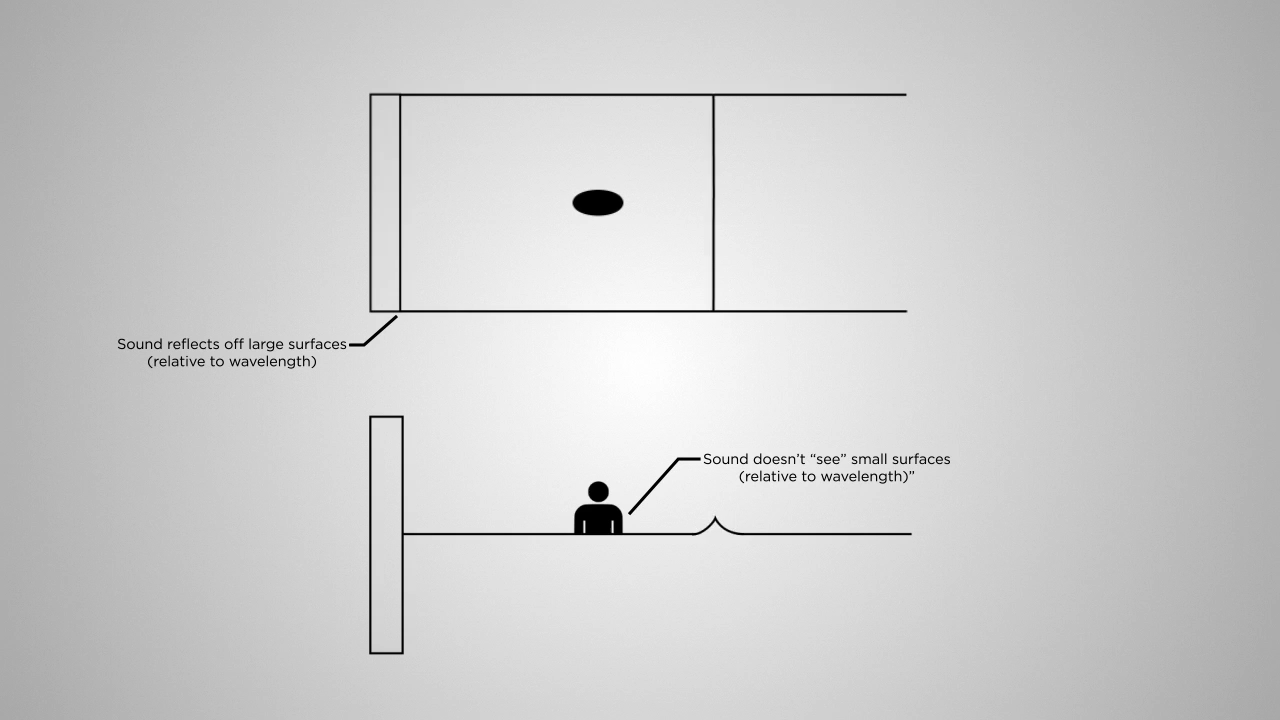 Sound reflects off large surfaces
(relative to wavelength)
Sound doesn’t “see” small surfaces
(relative to wavelength)”